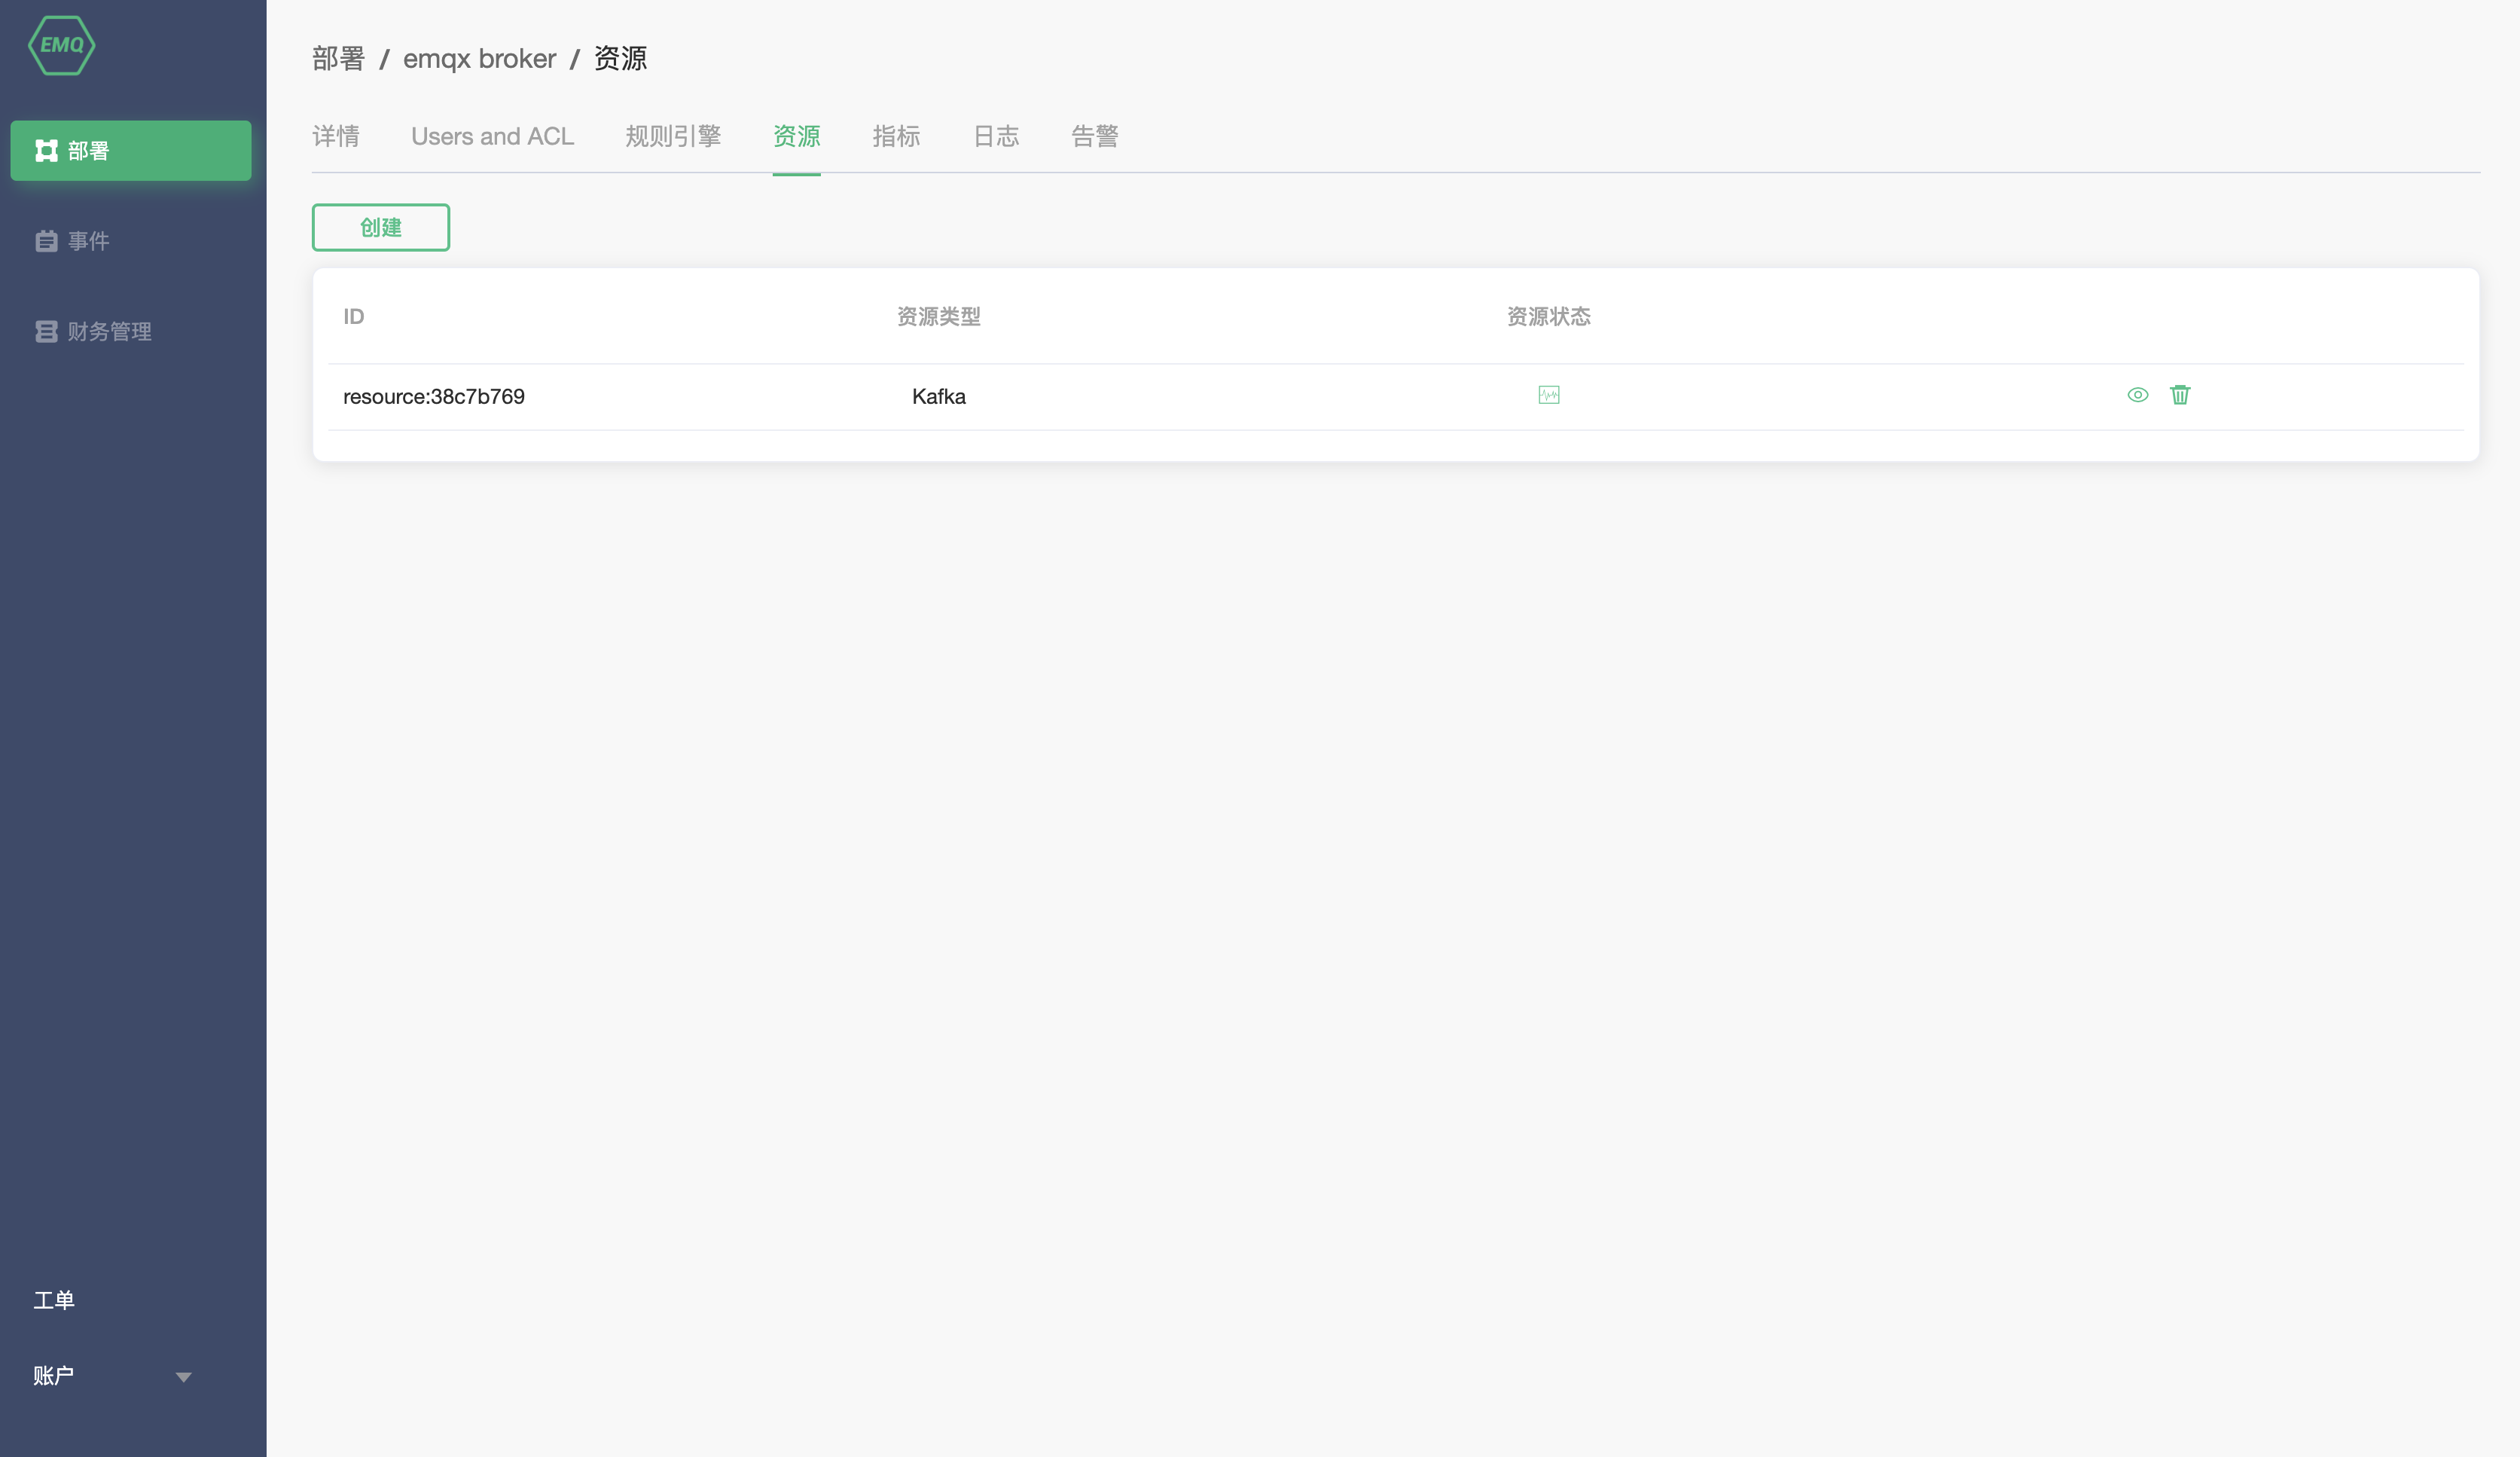 EMQ
部署
事件
财务管理
工单
账户
部署 / emqx broker / 资源
详情 Users and ACL 规则引擎 资源 指标 日志 告警
创建
ID 资源类型 资源状态
resource:38c7b769 Kafka